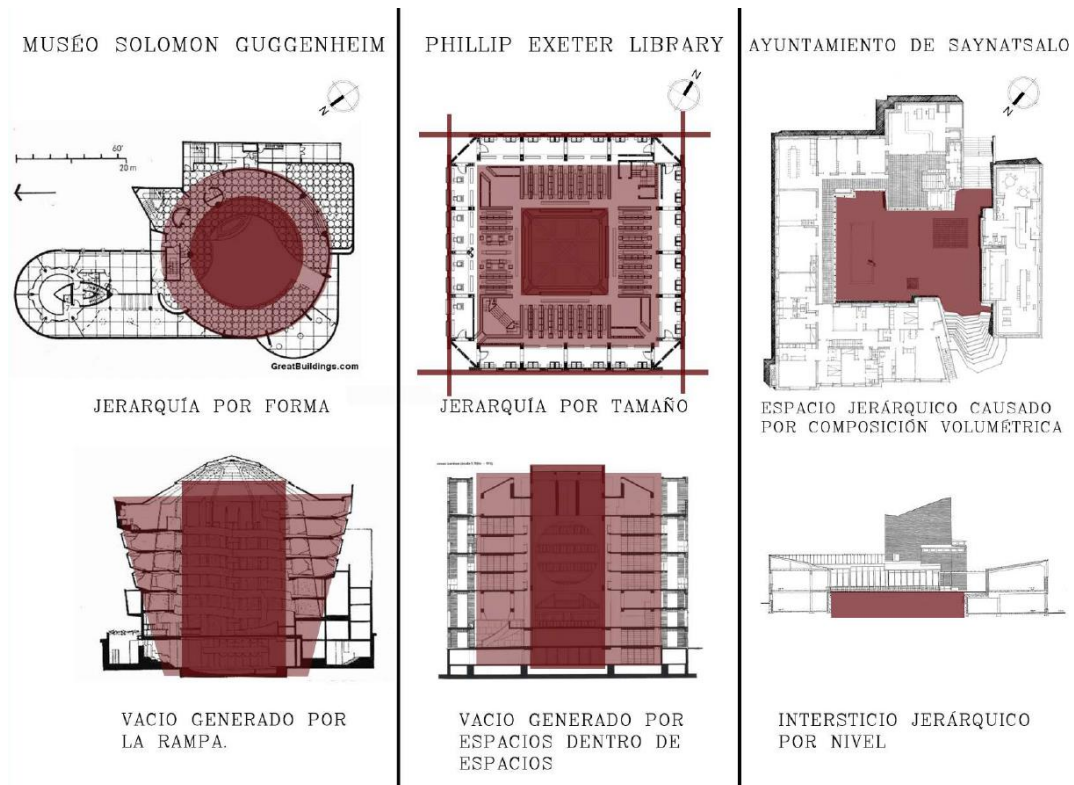 MUSÉO SOLOMON GUGGENHEIM
N
60'
20 m
GreatBuildings.com
JERARQUÍA POR FORMA
VACIO GENERADO POR
LA RAMPA.
PHILLIP EXETER LIBRARY
N
JERARQUÍA POR TAMAÑO
VACIO GENERADO POR
ESPACIOS DENTRO DE
ESPACIOS
AYUNTAMIENTO DE SAYNATSALO
N
ESPACIO JERÁRQUICO CAUSADO
POR COMPOSICIÓN VOLUMÉTRICA
INTERSTICIO JERÁRQUICO
POR NIVEL